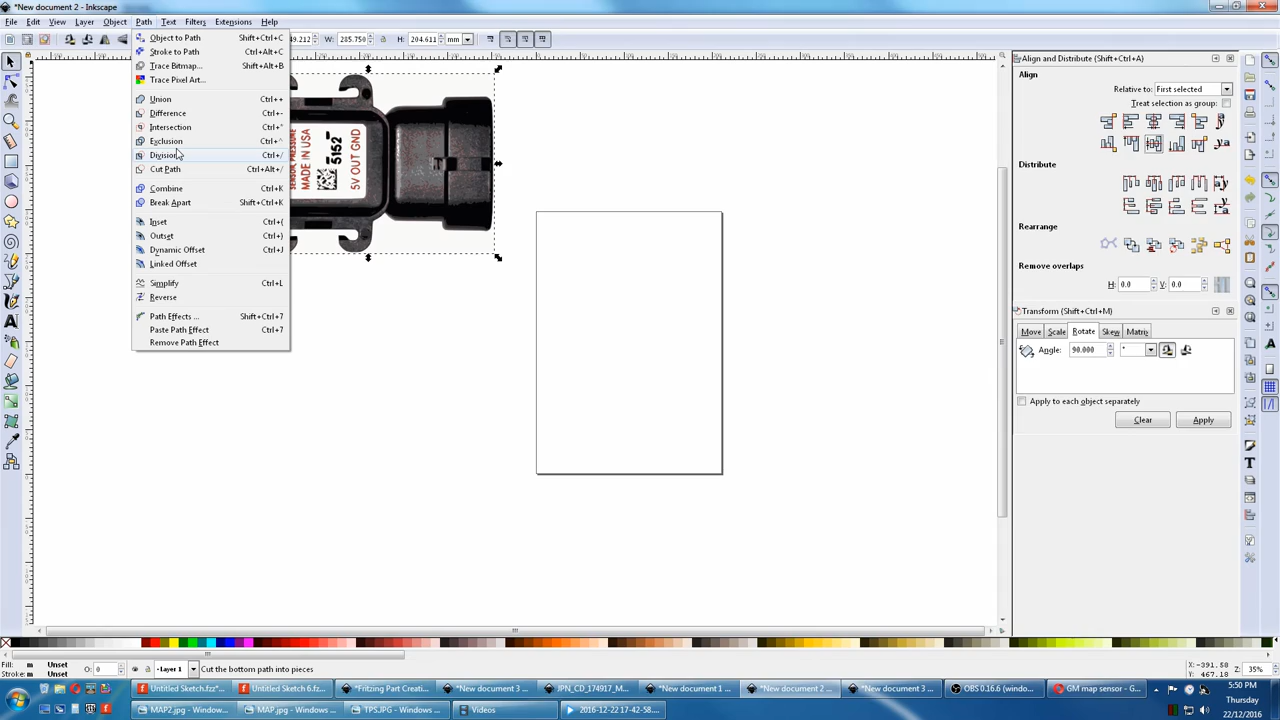 *New document 2 - Inkscape
File Edit View Layer Object Path Text Filters Extensions Help
49.212 W: 285.750 H: 204.611 mm
Object to Path Shift+Ctrl+C
Stroke to Path Ctrl+Alt+C
Trace Bitmap... Shift+Alt+B
Trace Pixel Art...
Union Ctrl++
Difference Ctrl+-
Intersection Ctrl+*
Exclusion Ctrl+^
Division Ctrl+/
Cut Path Ctrl+Alt+/
Combine Ctrl+K
Break Apart Shift+Ctrl+K
Inset Ctrl+(
Outset Ctrl+)
Dynamic Offset Ctrl+J
Linked Offset
Simplify Ctrl+L
Reverse
Path Effects ... Shift+Ctrl+7
Paste Path Effect Ctrl+7
Remove Path Effect
MADE IN USA
5152
5V OUT GND
Align and Distribute (Shift+Ctrl+A)
Align
Relative to: First selected
Treat selection as group:
Distribute
Rearrange
Remove overlaps
H: 0.0 V: 0.0
Transform (Shift+Ctrl+M)
Move Scale Rotate Skew Matrix
Angle: 90.000 °
Apply to each object separately
Clear Apply
Fill: m Unset
Stroke: m Unset
O: 0
Layer 1
Cut the bottom path into pieces
X: -391.58
Y: 467.18
Z: 35%
Untitled Sketch.fzz* ...
Untitled Sketch 6.fz...
*Fritzing Part Creati...
*New document 3 ...
JPN_CD_174917_M...
*New document 1 ...
*New document 2 ...
*New document 3 ...
OBS 0.16.6 (windo...
GM map sensor - G...
MAP2.jpg - Window...
MAP.jpg - Windows ...
TPS.JPG - Windows ...
Videos
2016-12-22 17-42-58....
5:50 PM
Thursday
22/12/2016